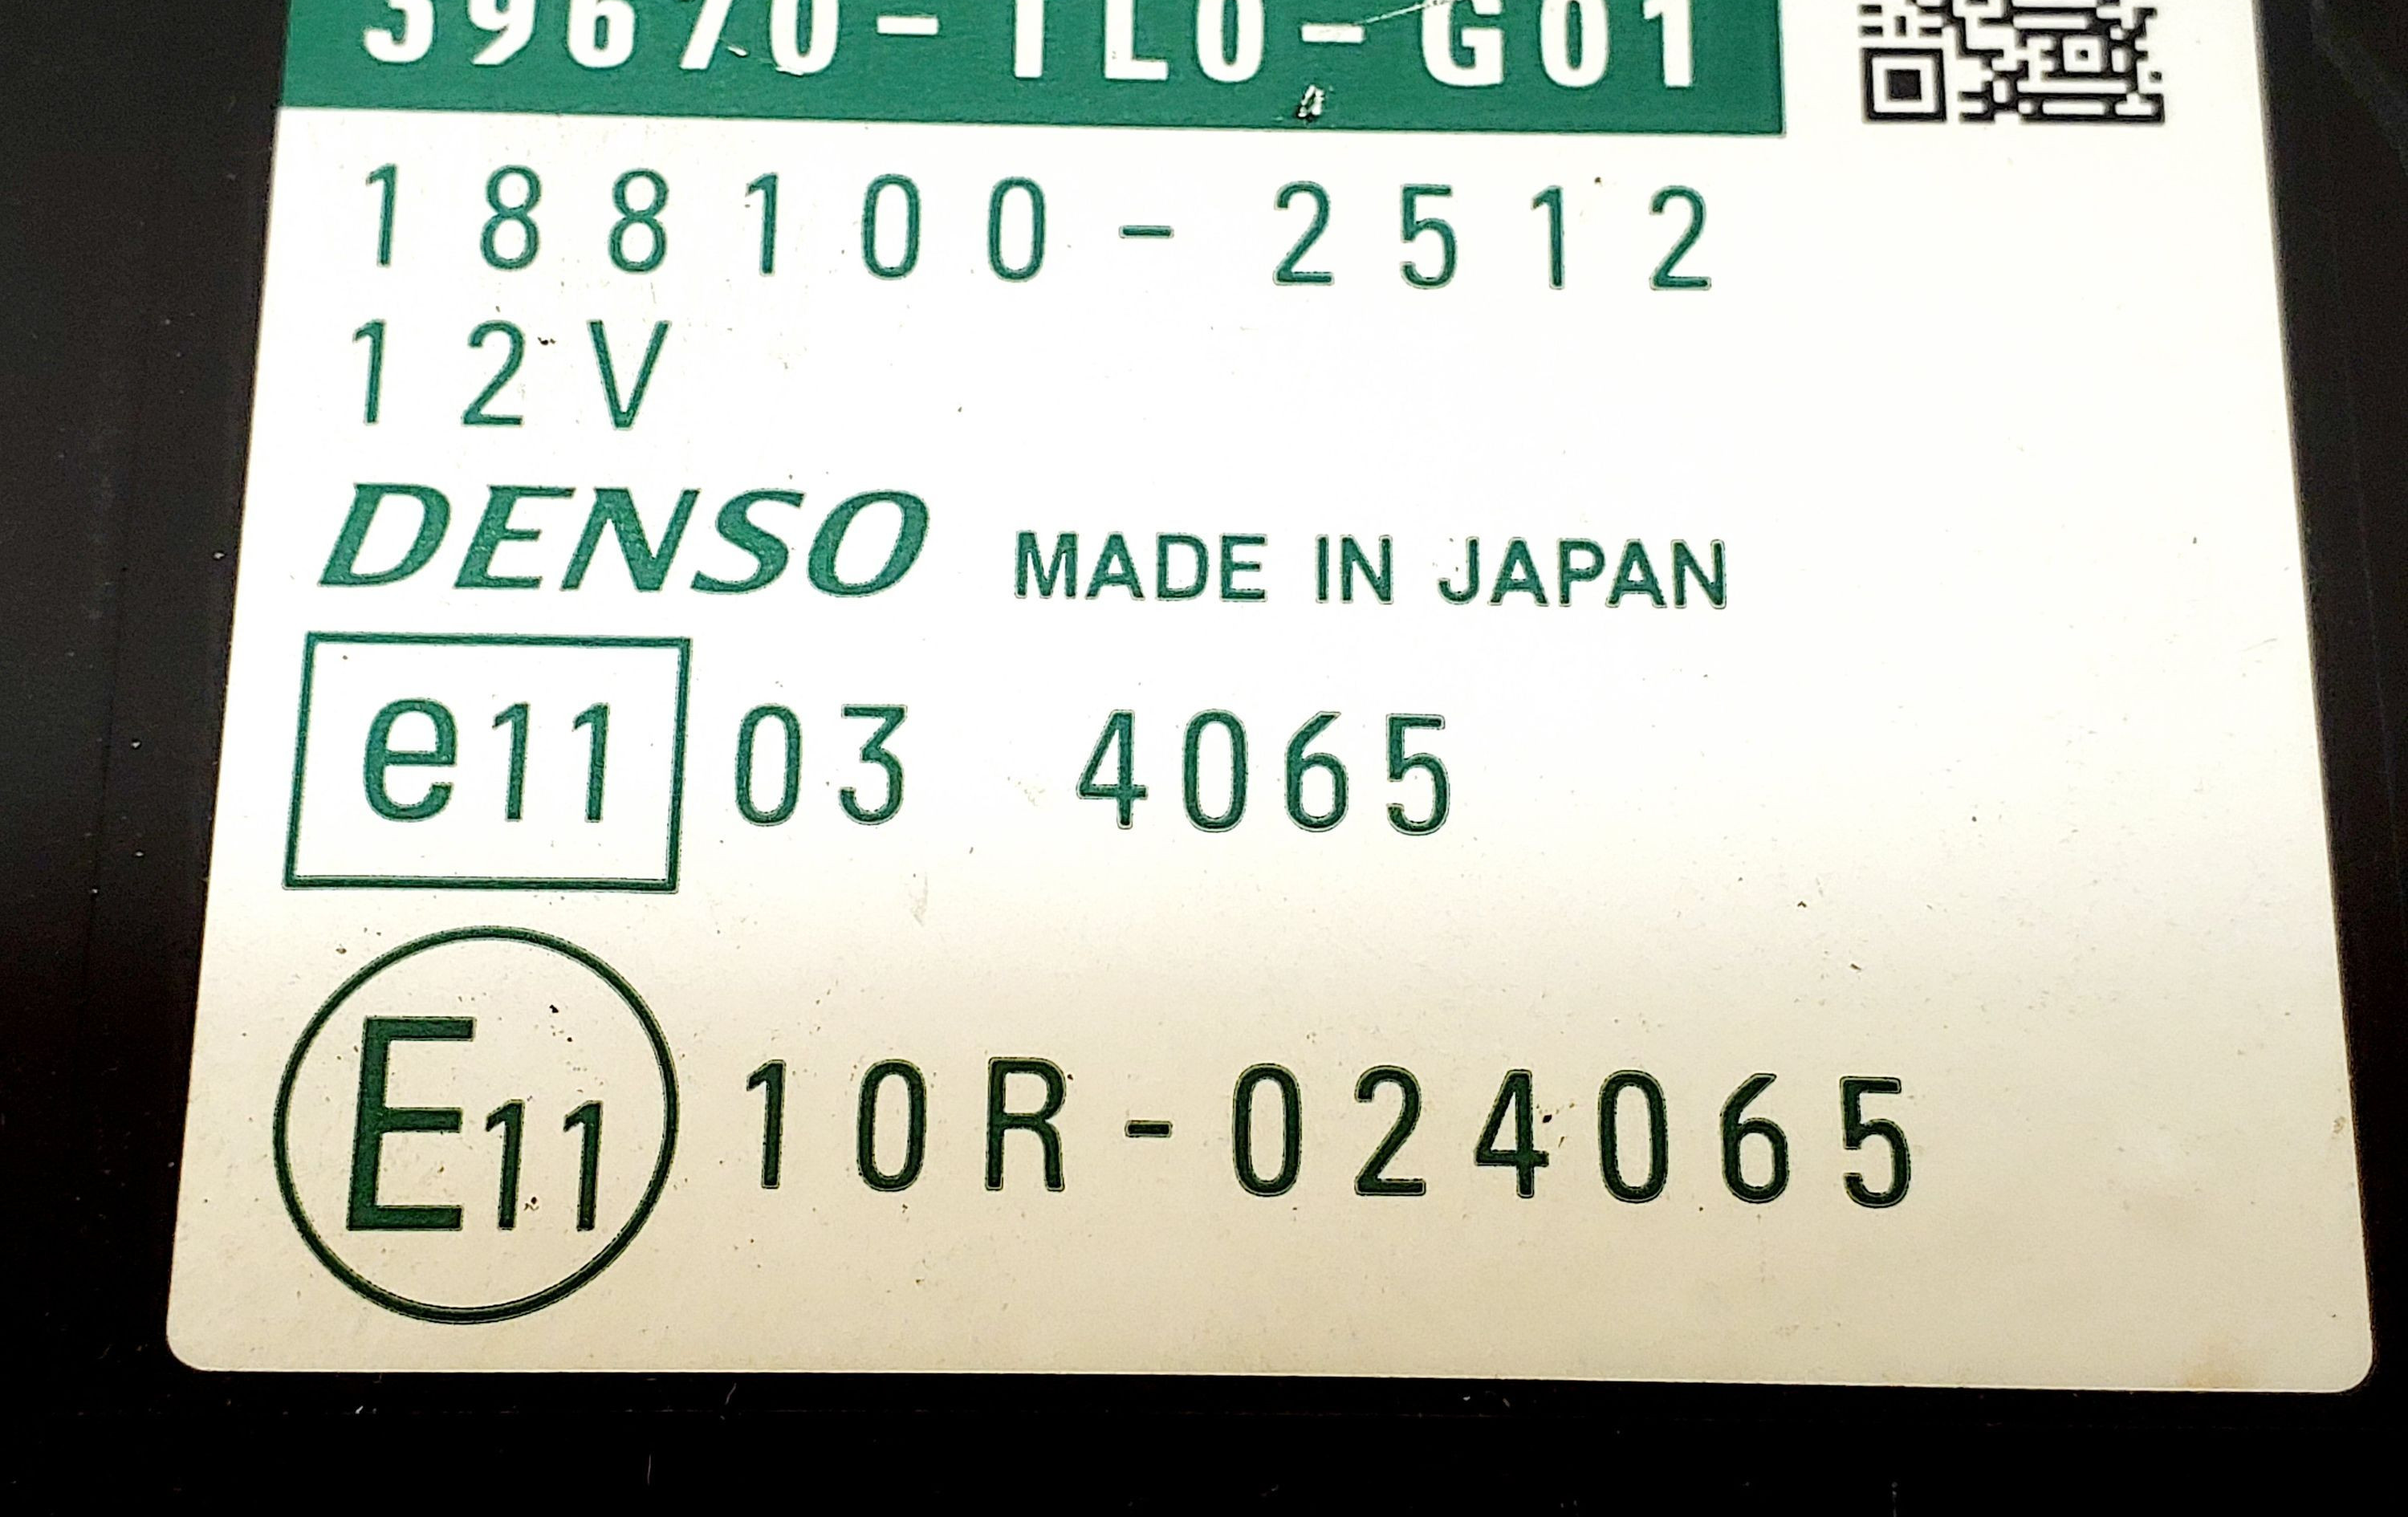 39670-TL0-G01
188100-2512
12V
DENSO MADE IN JAPAN
e11 03 4065
E11 10R-024065